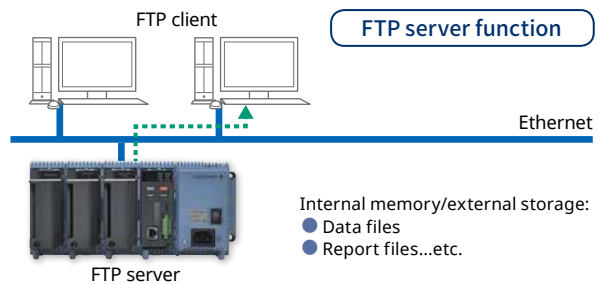 FTP client
FTP server function
Ethernet
Internal memory/external storage:
Data files
Report files...etc.
FTP server